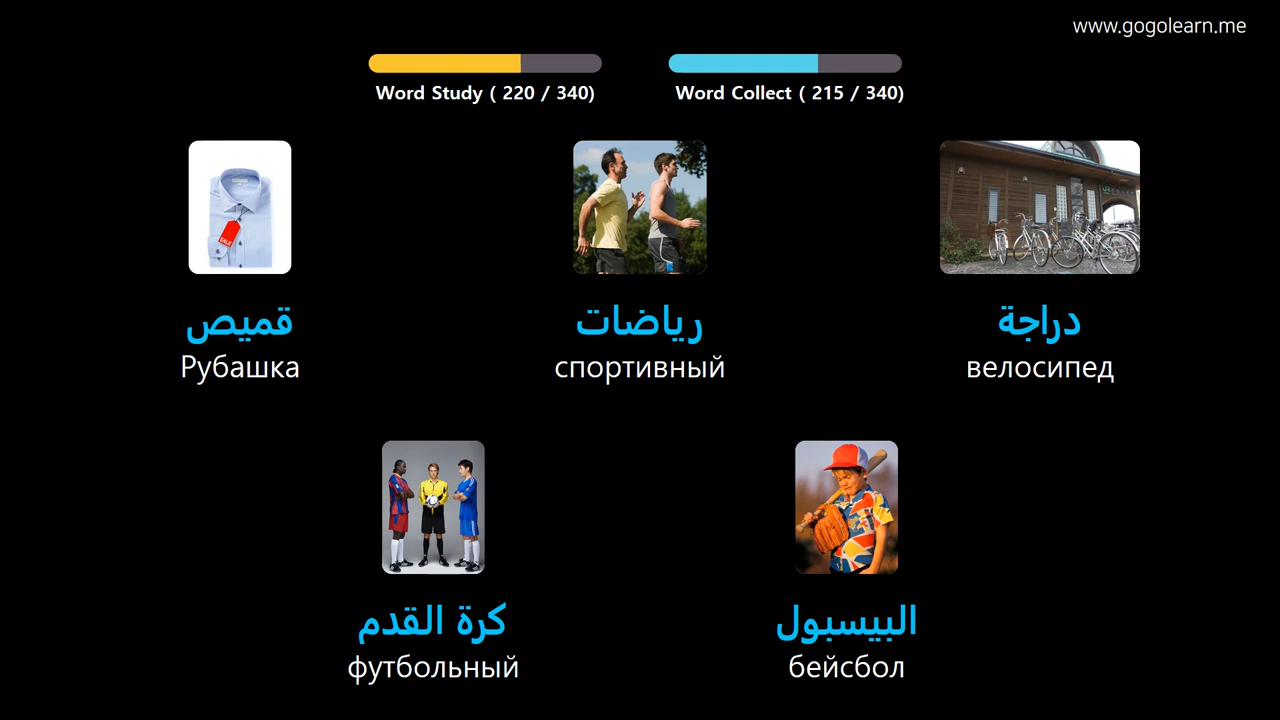 www.gogolearn.me
Word Study ( 220 / 340)
Word Collect ( 215 / 340)
SALE
قميص
Рубашка
رياضات
спортивный
دراجة
велосипед
كرة القدم
футбольный
البيسبول
бейсбол